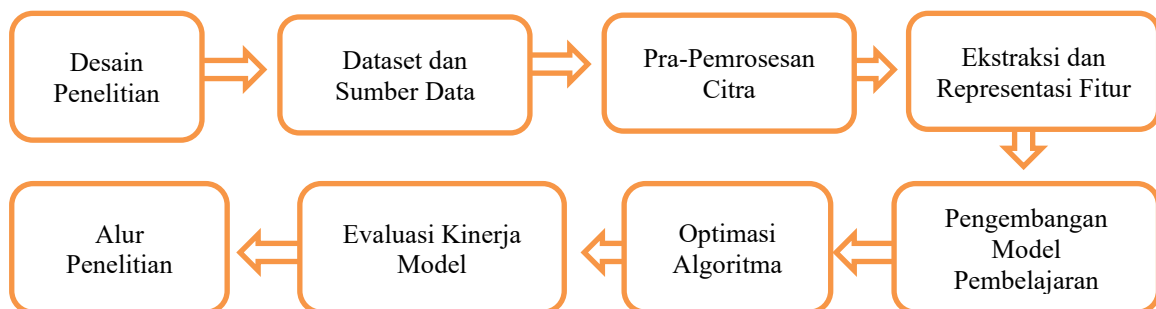 Desain
Penelitian
Dataset dan
Sumber Data
Pra-Pemrosesan
Citra
Ekstraksi dan
Representasi Fitur
Pengembangan
Model
Pembelajaran
Optimasi
Algoritma
Evaluasi Kinerja
Model
Alur
Penelitian